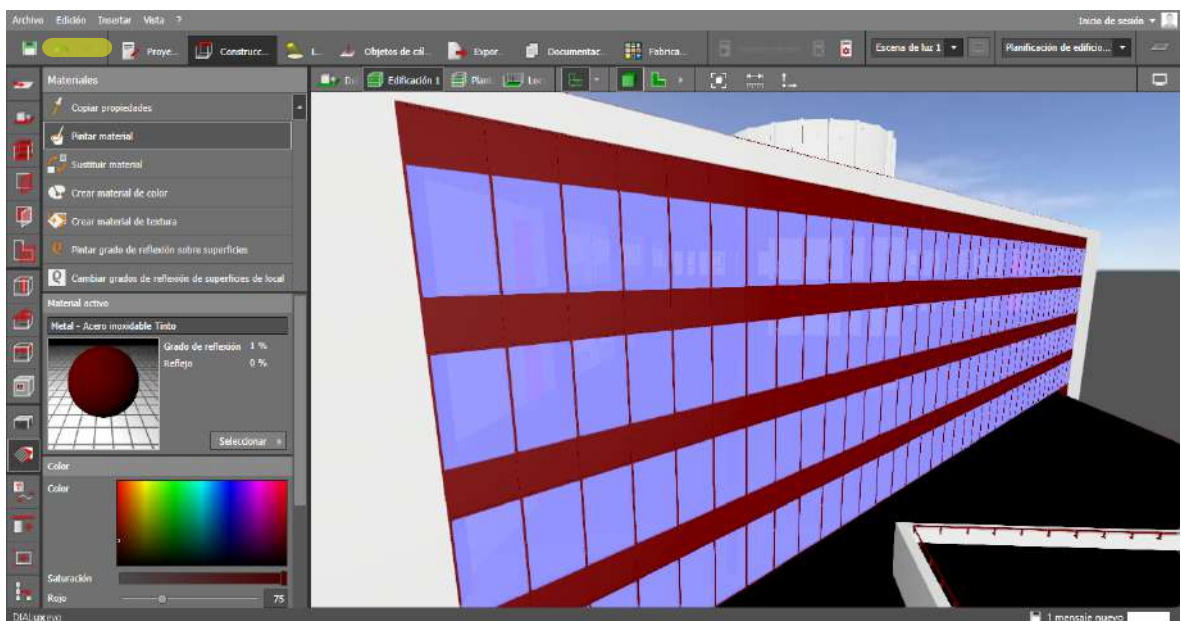 Archivo Edición Insertar Vista ? Inicio de sesión
Proye... Construcc... L... Objetos de cál... Expor... Documentac... Fabrica... Escena de luz 1 Planificación de edificio...
Materiales
Edificación 1 Plant Loc
Copiar propiedades
Pintar material
Sustituir material
Crear material de color
Crear material de textura
Pintar grado de reflexión sobre superficies
Cambiar grados de reflexión de superficies de local
Material activo
Metal - Acero inoxidable Tinto
Grado de reflexión 1 %
Reflejo 0 %
Seleccionar
Color
Color
Saturación
Rojo 75
DIALux evo 1 mensaje nuevo